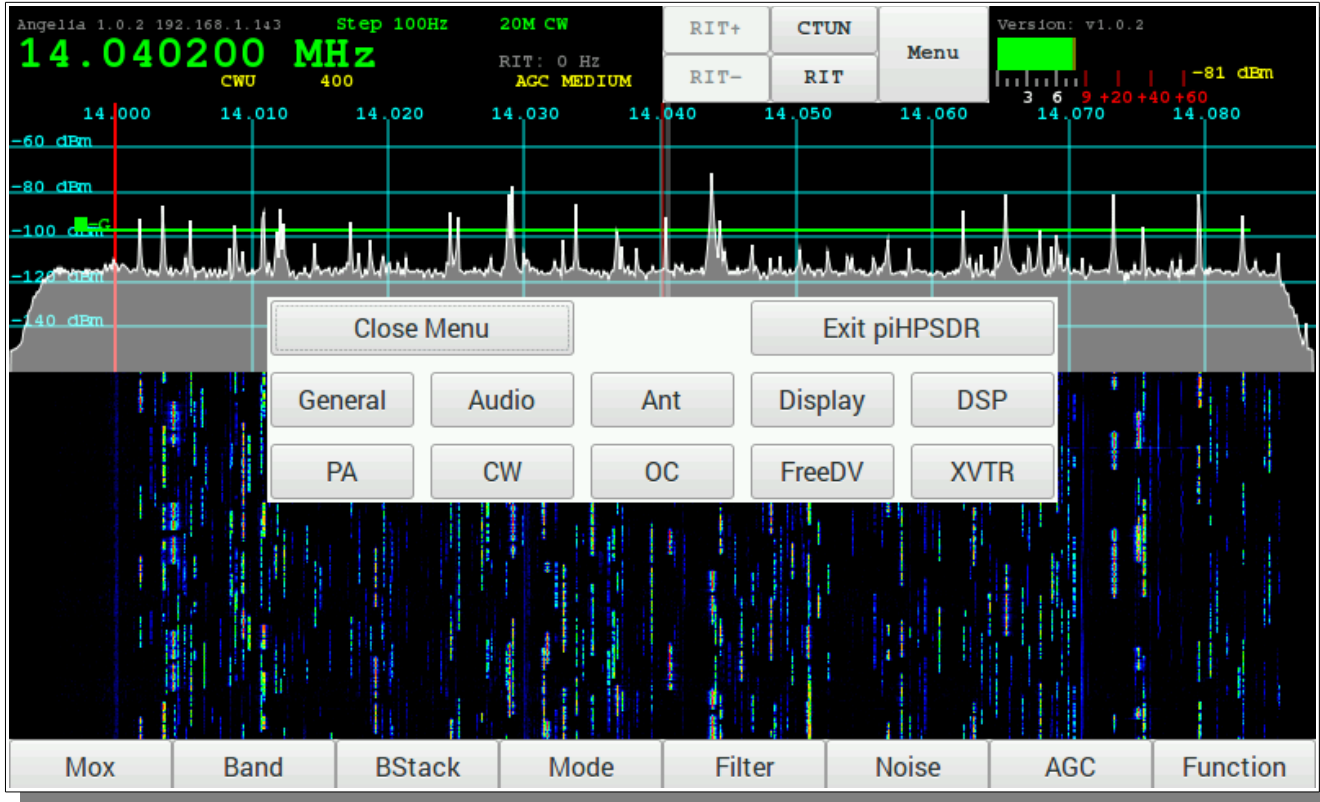 Angelia 1.0.2 192.168.1.143 Step 100Hz 20M CW
14.040200 MHz RIT: 0 Hz
CWU 400 AGC MEDIUM
RIT+ CTUN Menu
RIT- RIT
Version: v1.0.2
-81 dBm
3 6 9 +20 +40 +60
14.000 14.010 14.020 14.030 14.040 14.050 14.060 14.070 14.080
-60 dBm
-80 dBm
-G
-100 dBm
-120 dBm
-140 dBm
Close Menu Exit piHPSDR
General Audio Ant Display DSP
PA CW OC FreeDV XVTR
Mox Band BStack Mode Filter Noise AGC Function